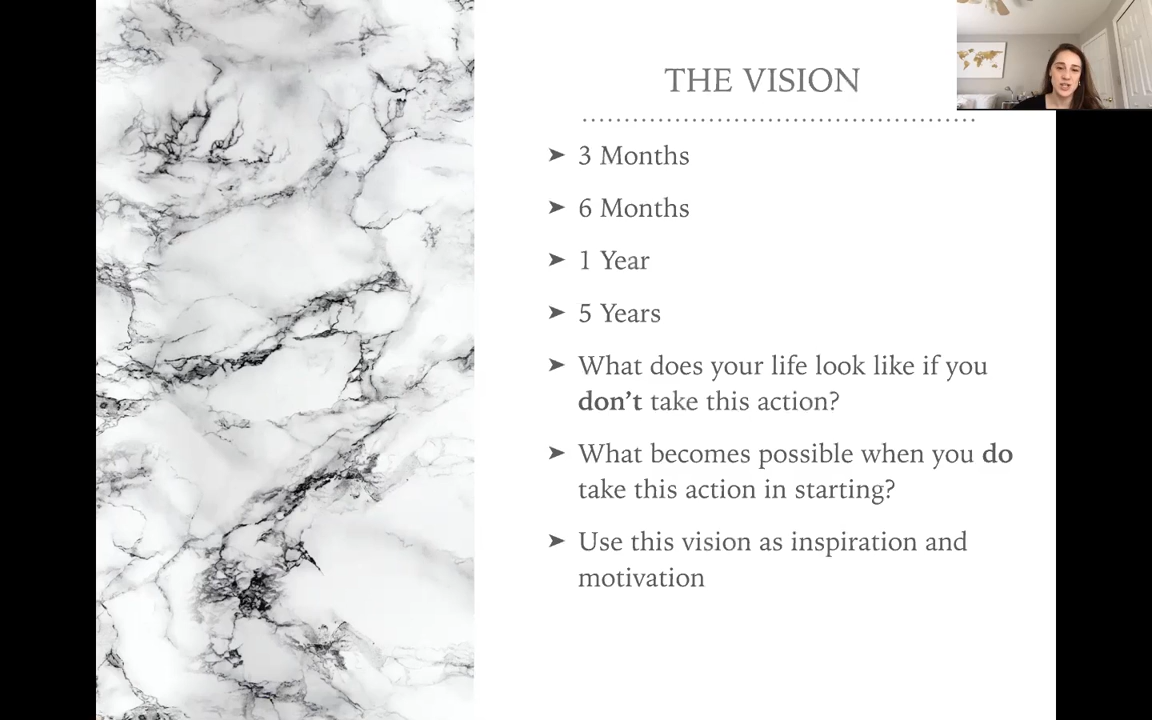 THE VISION
➤ 3 Months
➤ 6 Months
➤ 1 Year
➤ 5 Years
➤ What does your life look like if you
don’t take this action?
➤ What becomes possible when you do
take this action in starting?
➤ Use this vision as inspiration and
motivation